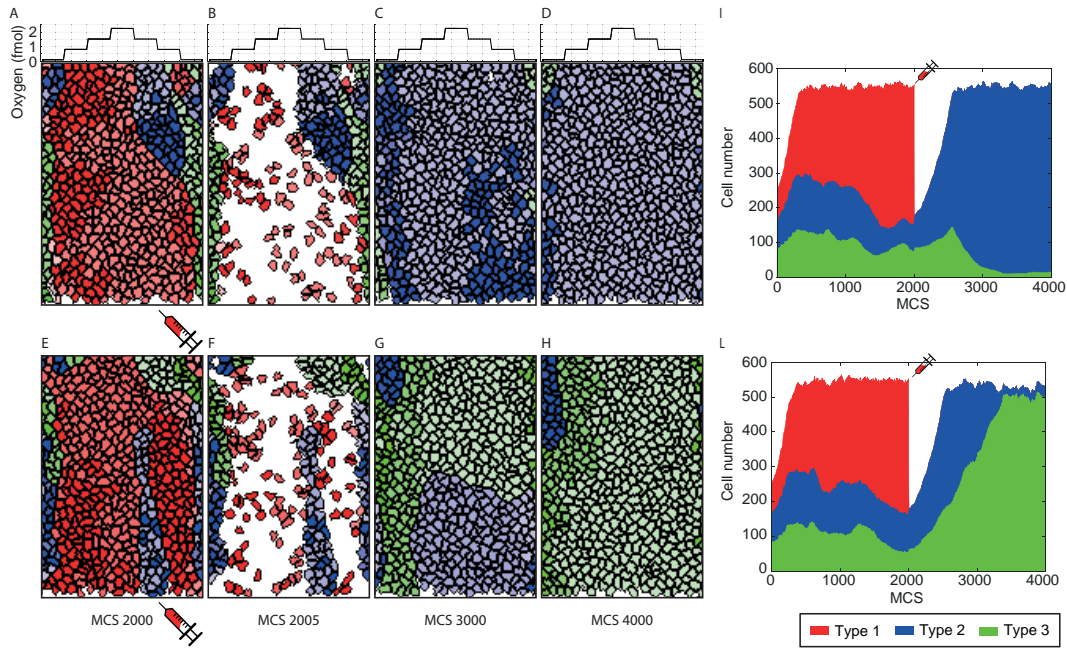 A
B
C
D
I
Oxygen (fmol)
2
1
0
600
500
400
300
200
100
0
Cell number
0
1000
2000
3000
4000
MCS
E
F
G
H
L
600
500
400
300
200
100
0
Cell number
0
1000
2000
3000
4000
MCS
MCS 2000
MCS 2005
MCS 3000
MCS 4000
Type 1
Type 2
Type 3